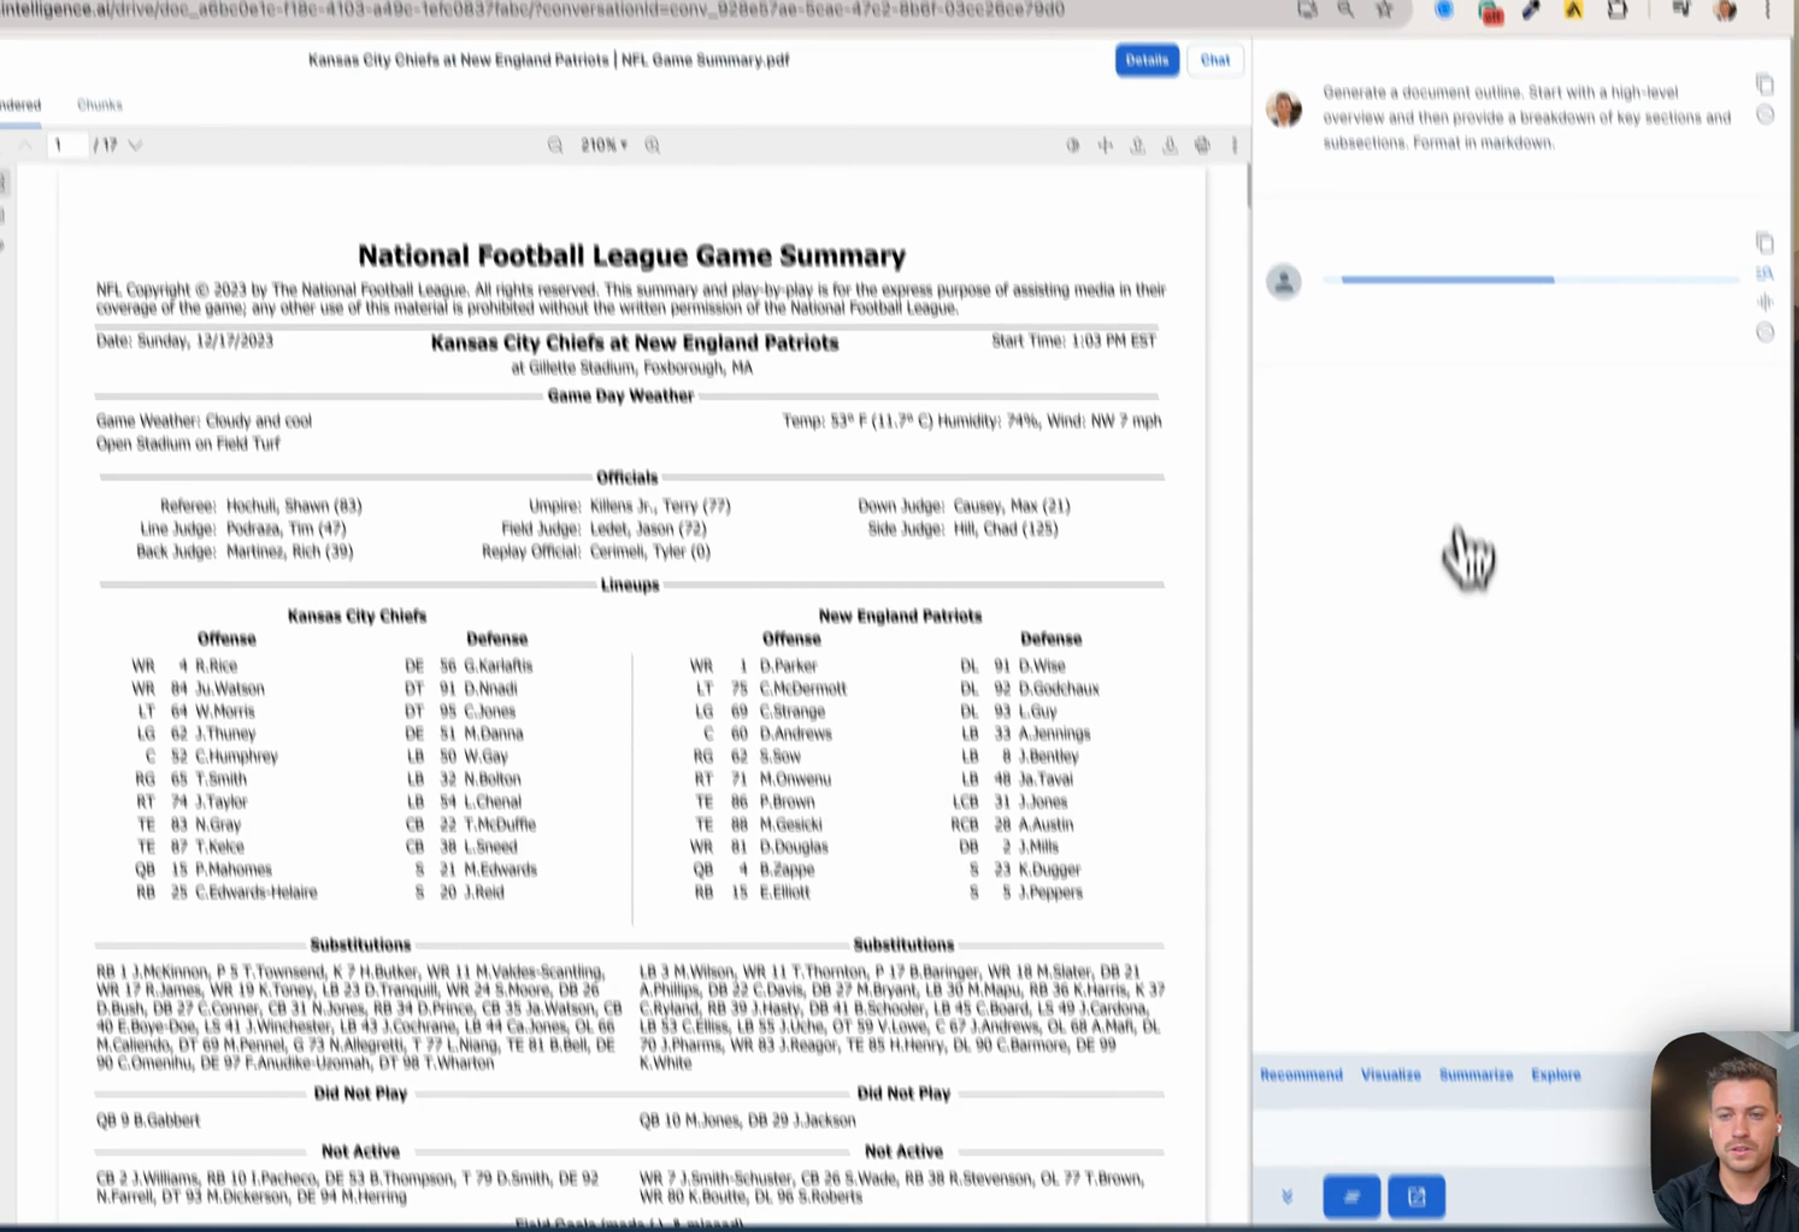 intelligence.ai/drive/doc_a6bc0e1c-f18c-4103-a49c-1efc0837fabc/?conversationId=conv_928e57ae-5cac-47c2-8b6f-03cc26ce79d0
Kansas City Chiefs at New England Patriots | NFL Game Summary.pdf
Details
Chat
ndered
Chunks
1
/ 17
210%
Generate a document outline. Start with a high-level
overview and then provide a breakdown of key sections and
subsections. Format in markdown.
National Football League Game Summary
NFL Copyright © 2023 by The National Football League. All rights reserved. This summary and play-by-play is for the express purpose of assisting media in their
coverage of the game; any other use of this material is prohibited without the written permission of the National Football League.
Date: Sunday, 12/17/2023
Kansas City Chiefs at New England Patriots
Start Time: 1:03 PM EST
at Gillette Stadium, Foxborough, MA
Game Day Weather
Game Weather: Cloudy and cool
Temp: 53° F (11.7° C) Humidity: 74%, Wind: NW 7 mph
Open Stadium on Field Turf
Officials
Referee: Hochuli, Shawn (83) Umpire: Killens Jr., Terry (77) Down Judge: Causey, Max (21)
Line Judge: Podraza, Tim (47) Field Judge: Ledet, Jason (72) Side Judge: Hill, Chad (125)
Back Judge: Martinez, Rich (39) Replay Official: Cerimeli, Tyler (0)
Lineups
Kansas City Chiefs New England Patriots
Offense Defense Offense Defense
WR 4 R.Rice DE 56 G.Karlaftis WR 1 D.Parker DL 91 D.Wise
WR 84 Ju.Watson DT 91 D.Nnadi LT 75 C.McDermott DL 92 D.Godchaux
LT 64 W.Morris DT 95 C.Jones LG 69 C.Strange DL 93 L.Guy
LG 62 J.Thuney DE 51 M.Danna C 60 D.Andrews LB 33 A.Jennings
C 52 C.Humphrey LB 50 W.Gay RG 62 S.Sow LB 8 J.Bentley
RG 65 T.Smith LB 32 N.Bolton RT 71 M.Onwenu LB 48 Ja.Tavai
RT 74 J.Taylor LB 54 L.Chenal TE 86 P.Brown LCB 31 J.Jones
TE 83 N.Gray CB 22 T.McDuffie TE 88 M.Gesicki RCB 28 A.Austin
TE 87 T.Kelce CB 38 L.Sneed WR 81 D.Douglas DB 2 J.Mills
QB 15 P.Mahomes S 21 M.Edwards QB 4 B.Zappe S 23 K.Dugger
RB 25 C.Edwards-Helaire S 20 J.Reid RB 15 E.Elliott S 5 J.Peppers
Substitutions
RB 1 J.McKinnon, P 5 T.Townsend, K 7 H.Butker, WR 11 M.Valdes-Scantling,
WR 17 R.James, WR 19 K.Toney, LB 23 D.Tranquill, WR 24 S.Moore, DB 26
D.Bush, DB 27 C.Conner, CB 31 N.Jones, RB 34 D.Prince, CB 35 Ja.Watson, CB
40 E.Boye-Doe, LS 41 J.Winchester, LB 43 J.Cochrane, LB 44 Ca.Jones, OL 66
M.Caliendo, DT 69 M.Pennel, G 73 N.Allegretti, T 77 L.Niang, TE 81 B.Bell, DE
90 C.Omenihu, DE 97 F.Anudike-Uzomah, DT 98 T.Wharton
Substitutions
LB 3 M.Wilson, WR 11 T.Thornton, P 17 B.Baringer, WR 18 M.Slater, DB 21
A.Phillips, DB 22 C.Davis, DB 27 M.Bryant, LB 30 M.Mapu, RB 36 K.Harris, K 37
C.Ryland, RB 39 J.Hasty, DB 41 B.Schooler, LB 45 C.Board, LS 49 J.Cardona,
LB 53 C.Elliss, LB 55 J.Uche, OT 59 V.Lowe, C 67 J.Andrews, OL 68 A.Mafi, DL
70 J.Pharms, WR 83 J.Reagor, TE 85 H.Henry, DL 90 C.Barmore, DE 99
K.White
Did Not Play
QB 9 B.Gabbert
Did Not Play
QB 10 M.Jones, DB 29 J.Jackson
Not Active
CB 2 J.Williams, RB 10 I.Pacheco, DE 53 B.Thompson, T 79 D.Smith, DE 92
N.Farrell, DT 93 M.Dickerson, DE 94 M.Herring
Not Active
WR 7 J.Smith-Schuster, CB 26 S.Wade, RB 38 R.Stevenson, OL 77 T.Brown,
WR 80 K.Boutte, DL 96 S.Roberts
Field Goals (made ( ) & missed)
Recommend
Visualize
Summarize
Explore